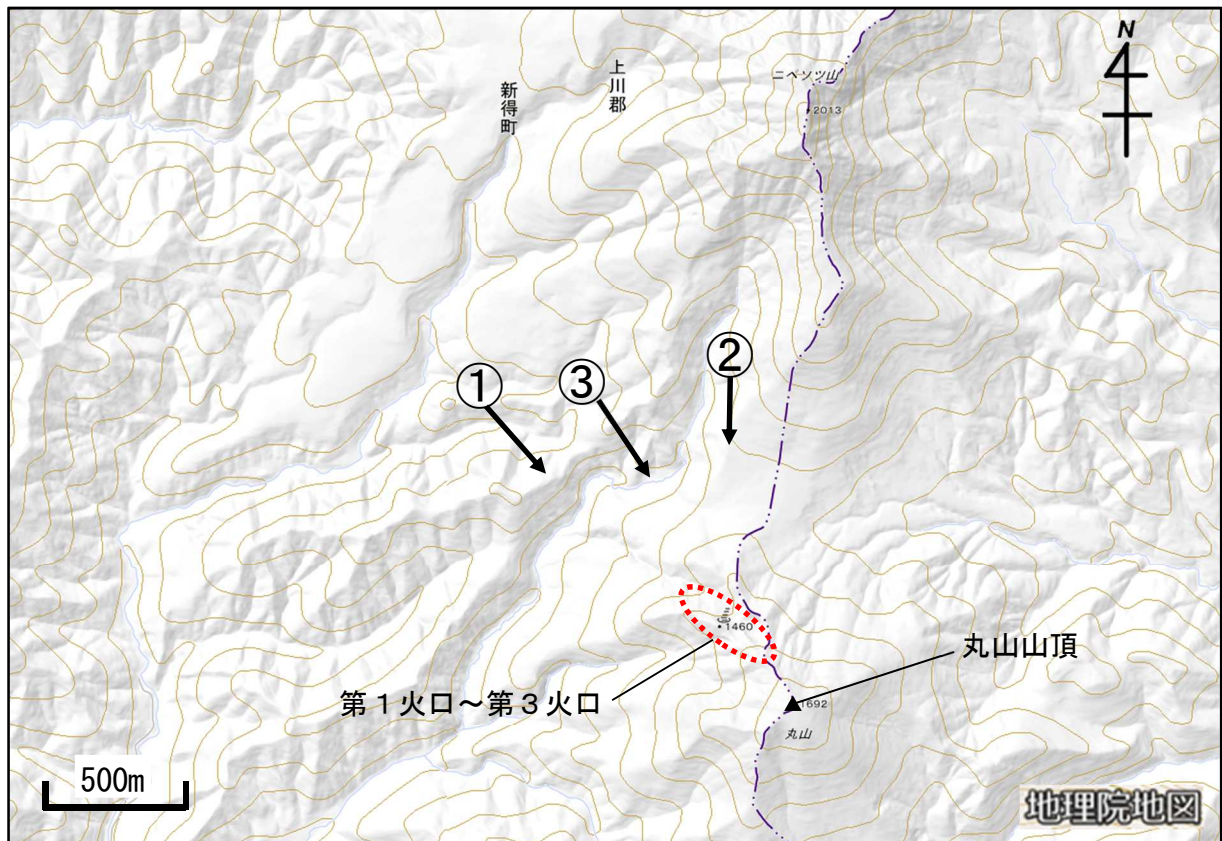 N
ニペソツ山
2013
上川郡
新得町
②
①
③
1460
丸山山頂
第1火口~第3火口
1692
丸山
500m
地理院地図